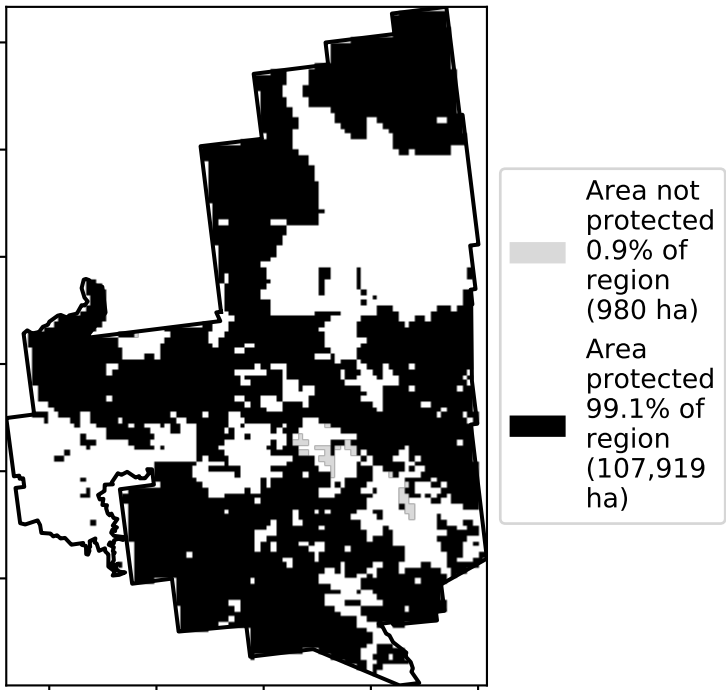 Area not
protected
0.9% of
region
(980 ha)
Area
protected
99.1% of
region
(107,919
ha)